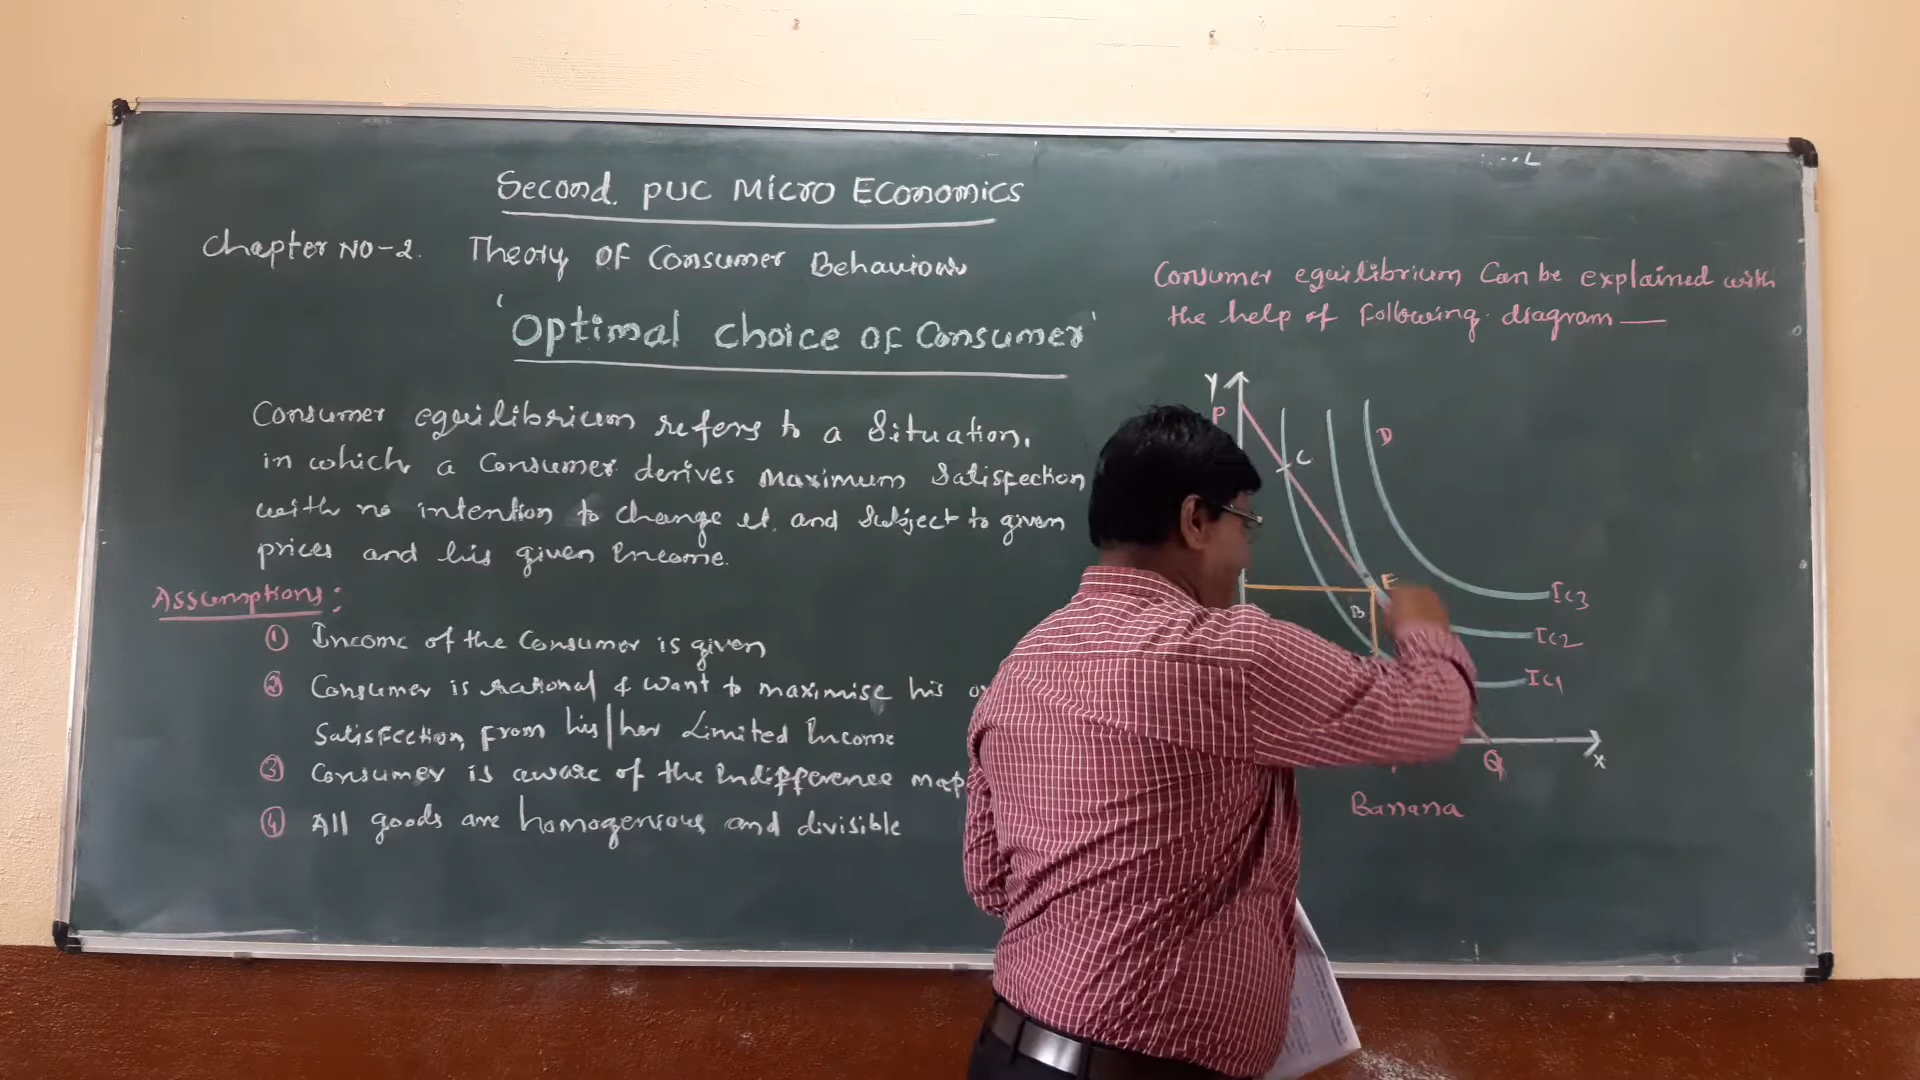 Second. PUC Micro Economics
Chapter No-2. Theory of Consumer Behaviour
'Optimal choice of Consumer'
Consumer equilibrium refers to a Situation,
in which a Consumer derives Maximum Satisfection
with no intention to change it. and Subject to given
prices and his given Income.
Assumptions:
① Income of the Consumer is given
② Consumer is rational & want to maximise his or
Satisfection, from his/her Limited Income
③ Consumer is aware of the Indifference map
④ All goods are homogenious and divisible
Consumer equilibrium Can be explained with
the help of Following diagram —
Y
P
C
D
E
B
IC3
IC2
IC1
Q
X
Banana